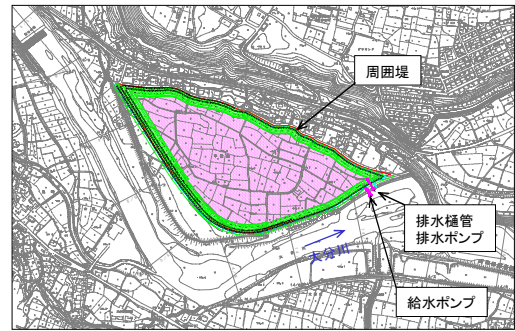 周囲堤
排水樋管
排水ポンプ
大分川
給水ポンプ